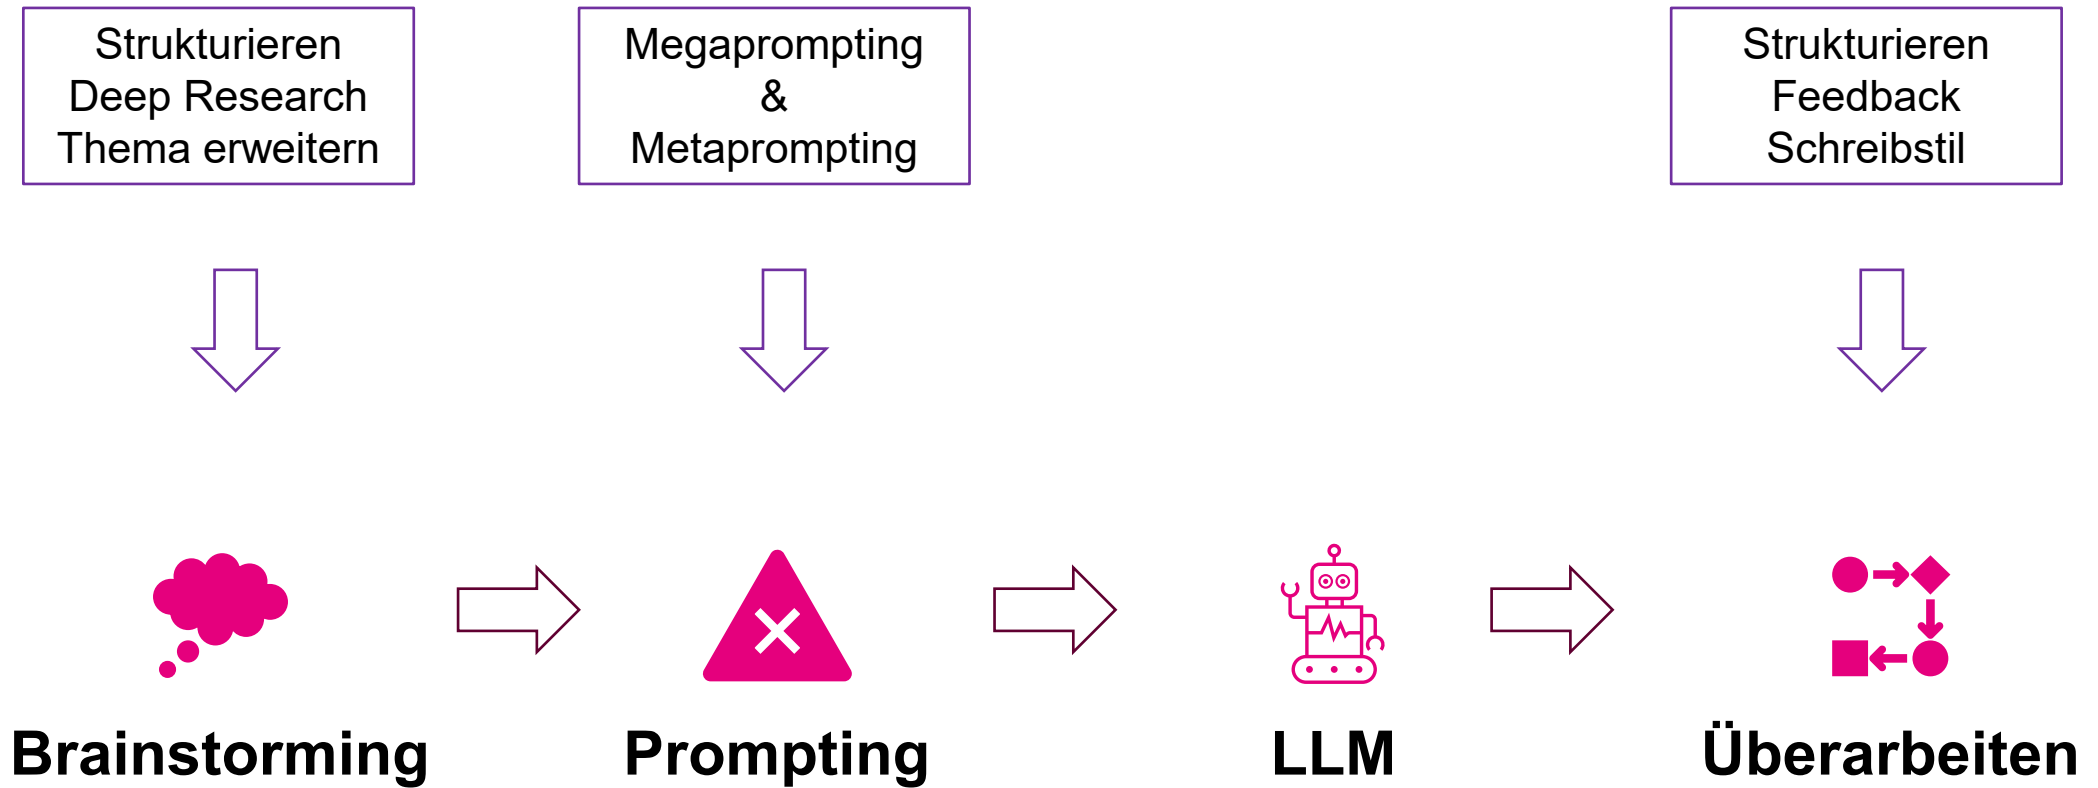 Strukturieren
Deep Research
Thema erweitern
Megaprompting
&
Metaprompting
Strukturieren
Feedback
Schreibstil
Brainstorming
Prompting
LLM
Überarbeiten